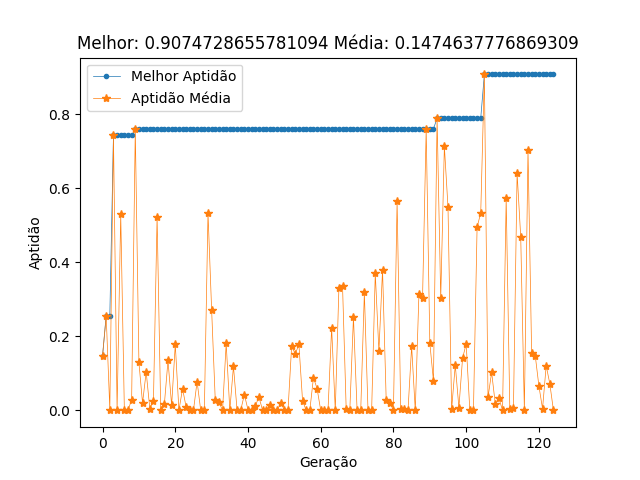 Melhor: 0.9074728655781094 Média: 0.1474637776869309
Melhor Aptidão
Aptidão Média
Aptidão
0.8
0.6
0.4
0.2
0.0
0 20 40 60 80 100 120
Geração